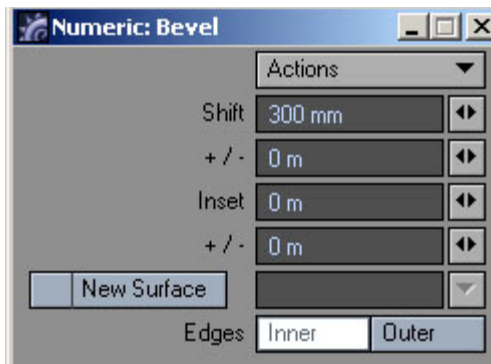 Numeric: Bevel
Actions
Shift 300 mm
+ / - 0 m
Inset 0 m
+ / - 0 m
New Surface
Edges Inner Outer